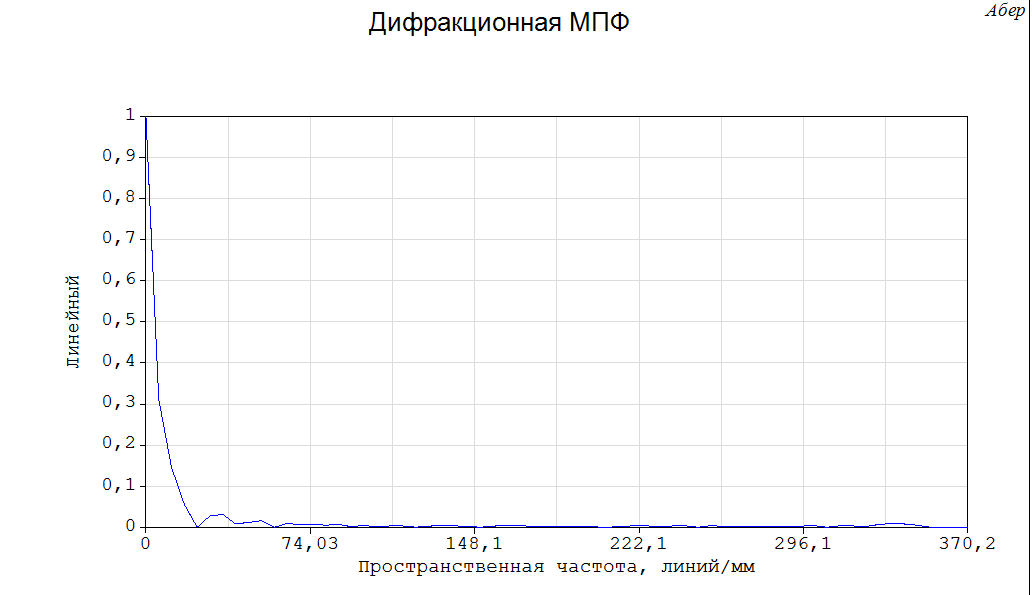 Абер
Дифракционная МПФ
1
0,9
0,8
0,7
0,6
0,5
0,4
0,3
0,2
0,1
0
Линейный
0 74,03 148,1 222,1 296,1 370,2
Пространственная частота, линий/мм